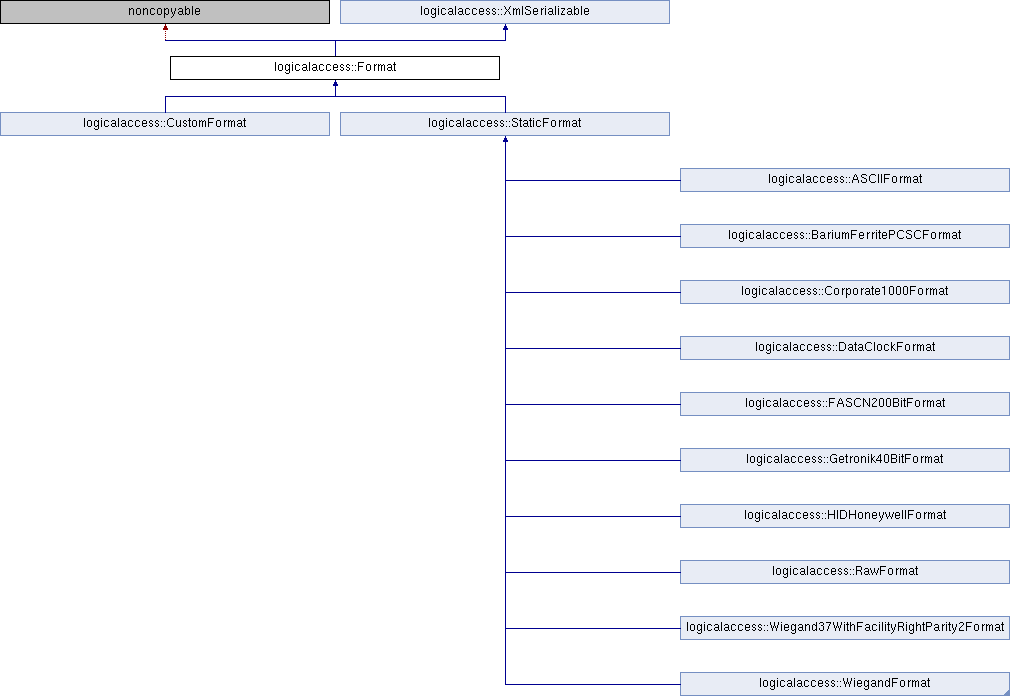 noncopyable
logicalaccess::XmlSerializable
logicalaccess::Format
logicalaccess::CustomFormat
logicalaccess::StaticFormat
logicalaccess::ASCIIFormat
logicalaccess::BariumFerritePCSCFormat
logicalaccess::Corporate1000Format
logicalaccess::DataClockFormat
logicalaccess::FASCN200BitFormat
logicalaccess::Getronik40BitFormat
logicalaccess::HIDHoneywellFormat
logicalaccess::RawFormat
logicalaccess::Wiegand37WithFacilityRightParity2Format
logicalaccess::WiegandFormat